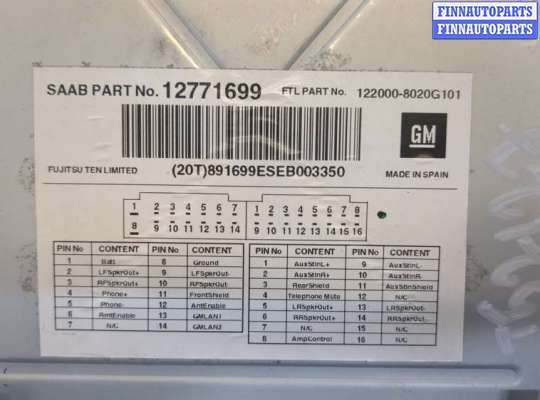 FINNAUTOPARTS
FINNAUTOPARTS
SAAB PART No. 12771699 FTL PART No. 122000-8020G101
GM
FUJITSU TEN LIMITED (20T)891699ESEB003350 MADE IN SPAIN
1 2 3 4 5 6 7 1 2 3 4 5 6 7 8
8 9 10 11 12 13 14 9 10 11 12 13 14 15 16
PIN No CONTENT PIN No CONTENT PIN No CONTENT PIN No CONTENT
1 Batt 8 Ground 1 AuxStinL+ 9 AuxStinL-
2 LFSpkrOut+ 9 LFSpkrOut- 2 AuxStinR+ 10 AuxStinR-
3 RFSpkrOut+ 10 RFSpkrOut- 3 RearShield 11 AuxStinShield
4 Phone+ 11 FrontShield 4 Telephone Mute 12 N/C
5 Phone- 12 AntEnable 5 LRSpkrOut+ 13 LRSpkrOut-
6 RmtEnable 13 GMLAN1 6 RRSpkrOut+ 14 RRSpkrOut-
7 N/C 14 GMLAN2 7 N/C 15 N/C
8 AmpControl 16 N/C